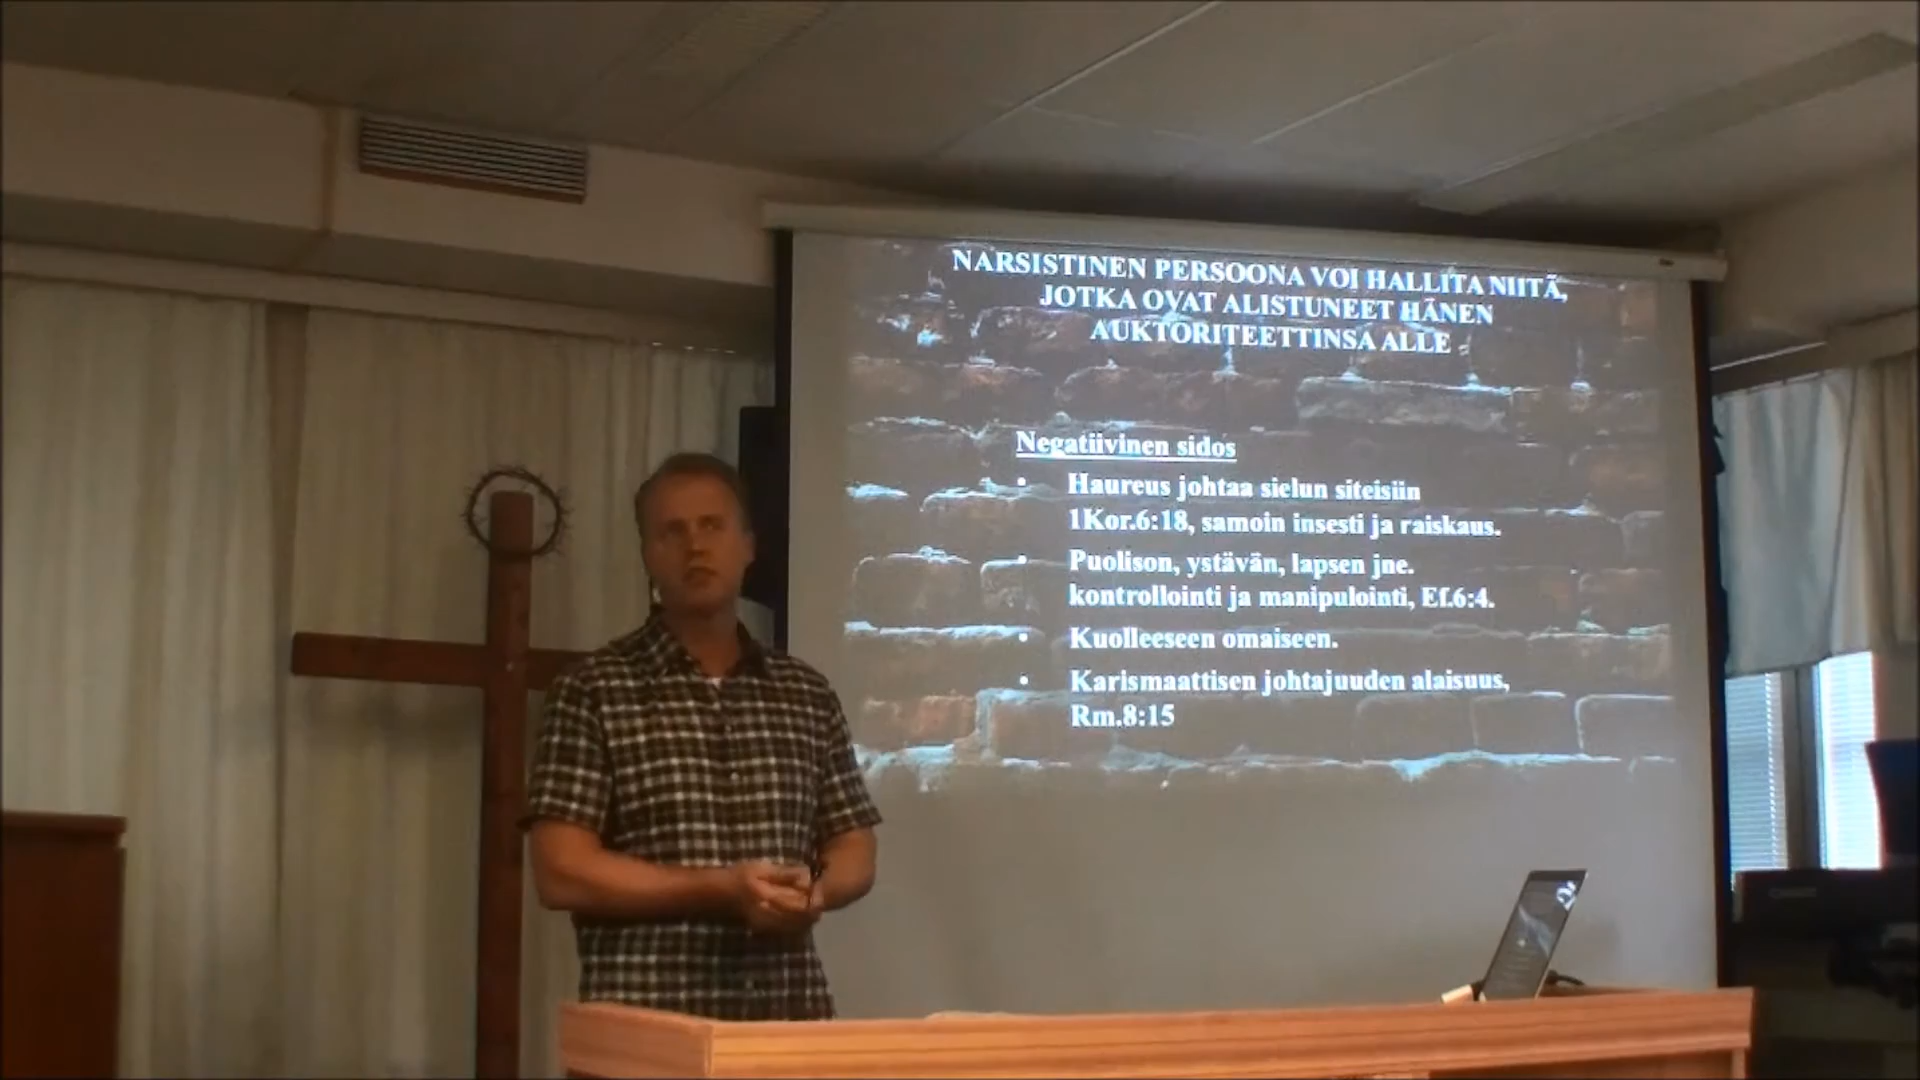 NARSISTINEN PERSOONA VOI HALLITA NIITÄ,
JOTKA OVAT ALISTUNEET HÄNEN
AUKTORITEETTINSA ALLE
Negatiivinen sidos
• Haureus johtaa sielun siteisiin
1Kor.6:18, samoin insesti ja raiskaus.
• Puolison, ystävän, lapsen jne.
kontrollointi ja manipulointi, Ef.6:4.
• Kuolleeseen omaiseen.
• Karismaattisen johtajuuden alaisuus,
Rm.8:15